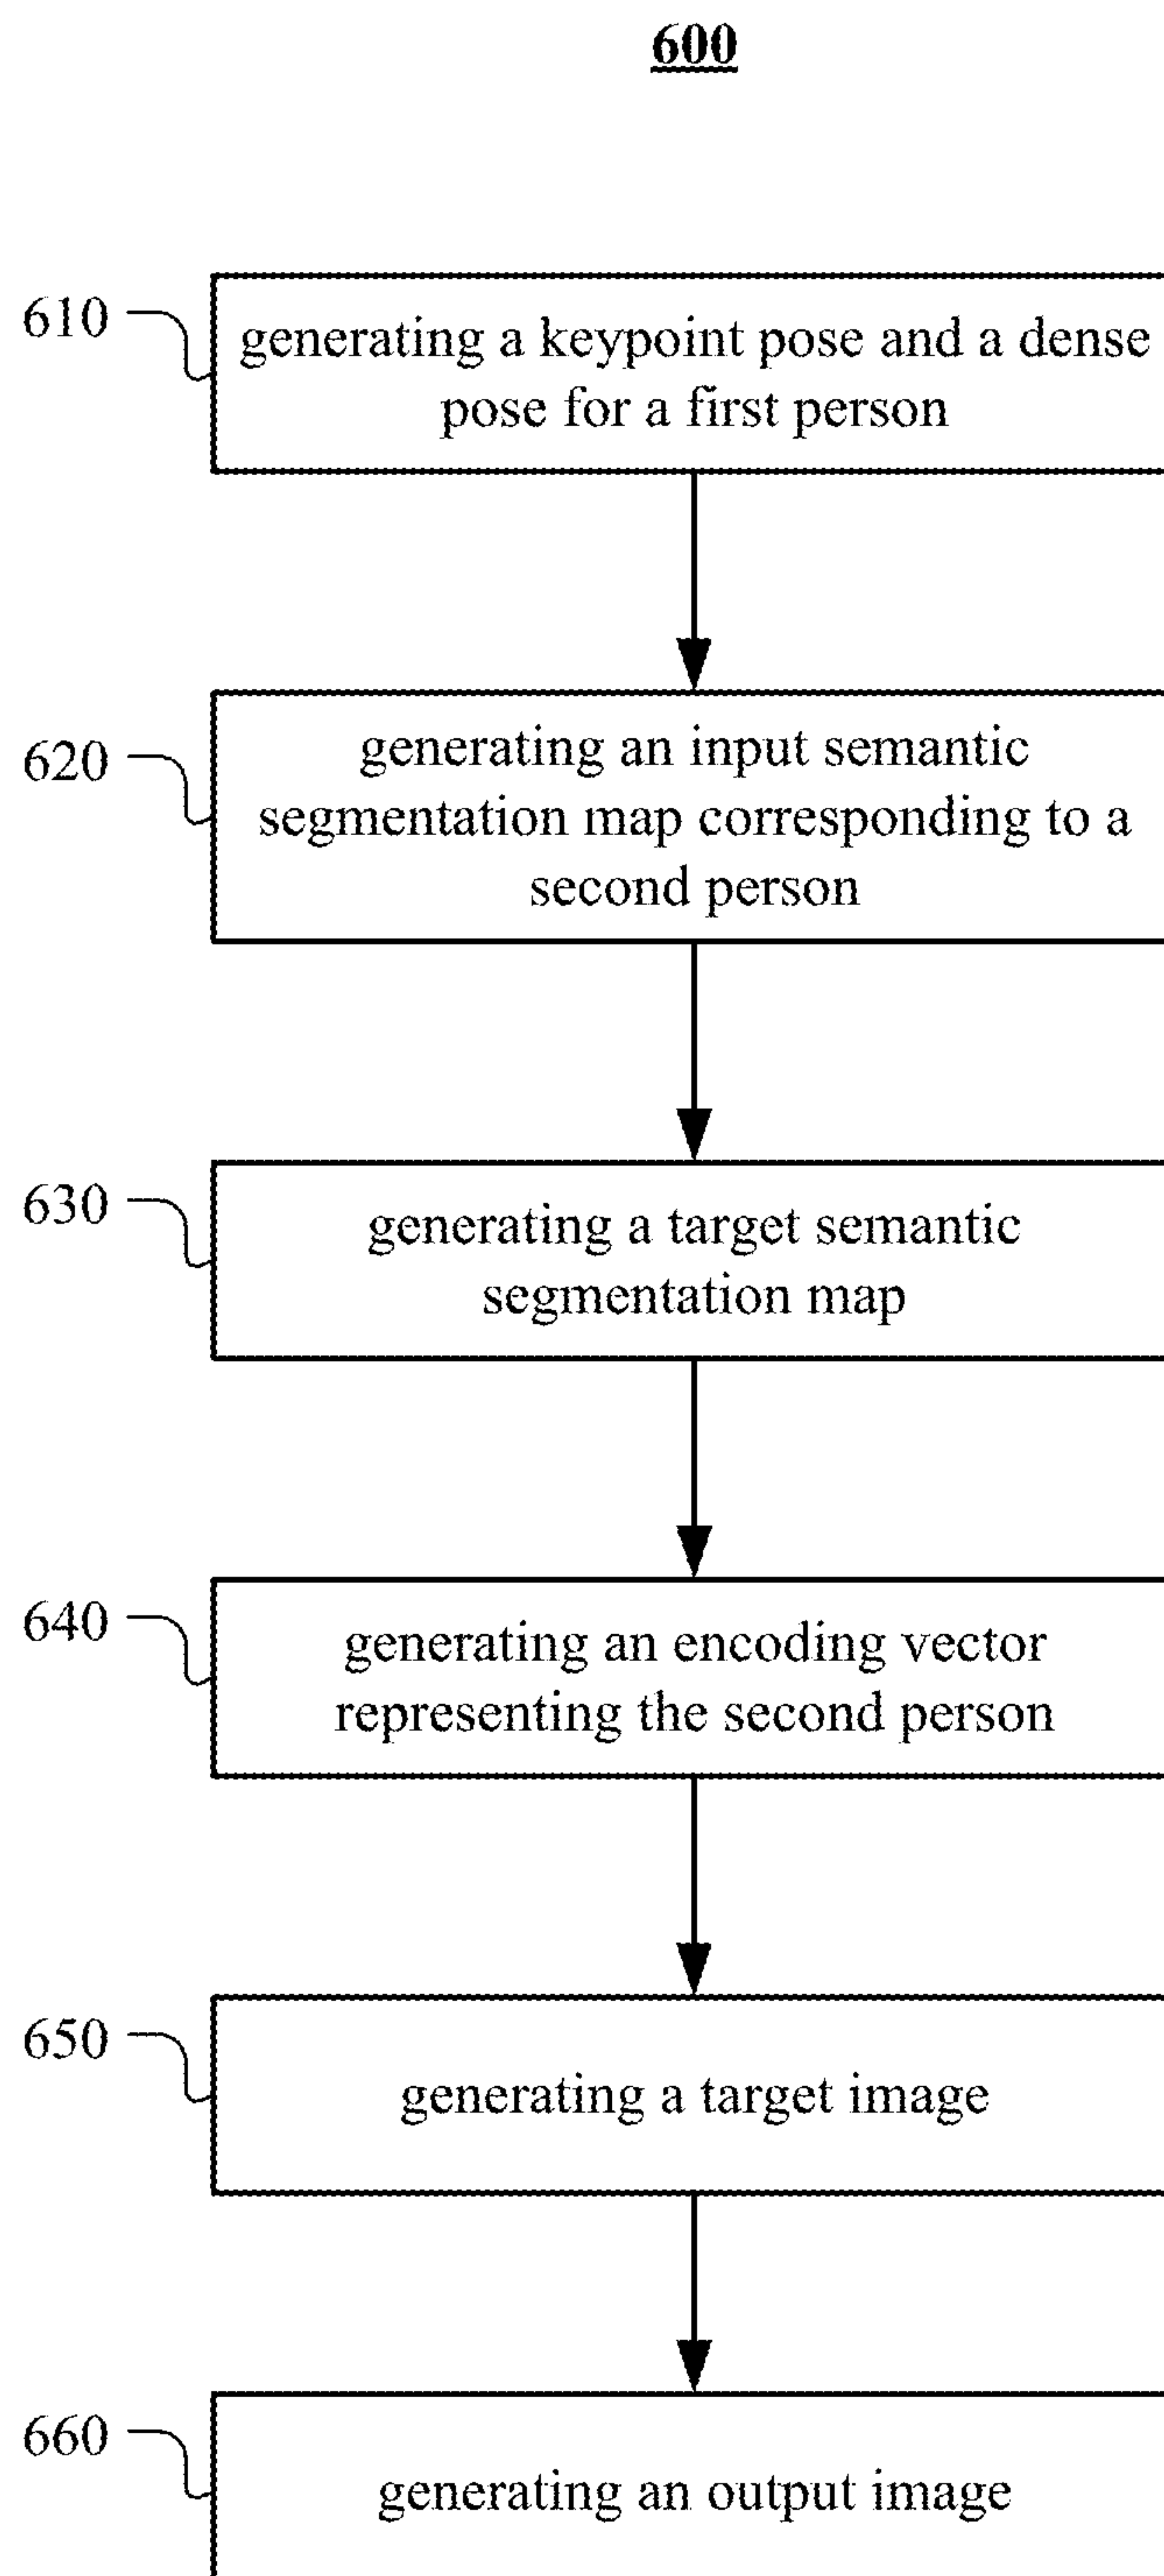 600
610
generating a keypoint pose and a dense
pose for a first person
620
generating an input semantic
segmentation map corresponding to a
second person
630
generating a target semantic
segmentation map
640
generating an encoding vector
representing the second person
650
generating a target image
660
generating an output image